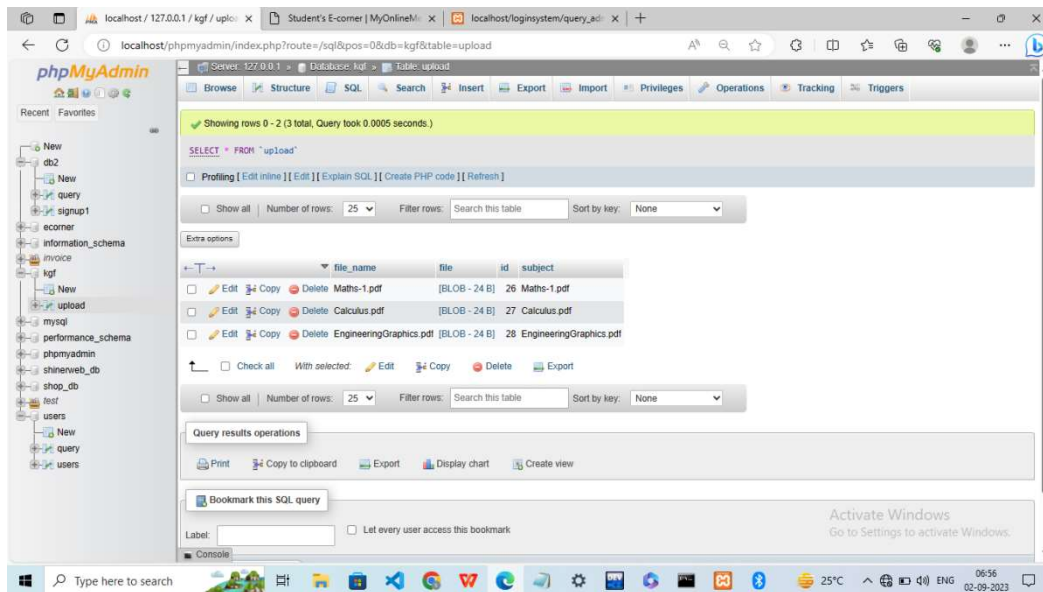 localhost / 127.0.0.1 / kgf / uploa
Student's E-corner | MyOnlineMe
localhost/loginsystem/query_adm
localhost/phpmyadmin/index.php?route=/sql&pos=0&db=kgf&table=upload
phpMyAdmin
Recent Favorites
New
db2
New
query
signup1
ecorner
information_schema
invoice
kgf
New
upload
mysql
performance_schema
phpmyadmin
shinerweb_db
shop_db
test
users
New
query
users
Server: 127.0.0.1 » Database: kgf » Table: upload
Browse Structure SQL Search Insert Export Import Privileges Operations Tracking Triggers
Showing rows 0 - 2 (3 total, Query took 0.0005 seconds.)
SELECT * FROM `upload`
Profiling [ Edit inline ] [ Edit ] [ Explain SQL ] [ Create PHP code ] [ Refresh ]
Show all | Number of rows: 25 Filter rows: Search this table Sort by key: None
Extra options
←T→ file_name file id subject
Edit Copy Delete Maths-1.pdf [BLOB - 24 B] 26 Maths-1.pdf
Edit Copy Delete Calculus.pdf [BLOB - 24 B] 27 Calculus.pdf
Edit Copy Delete EngineeringGraphics.pdf [BLOB - 24 B] 28 EngineeringGraphics.pdf
Check all With selected: Edit Copy Delete Export
Show all | Number of rows: 25 Filter rows: Search this table Sort by key: None
Query results operations
Print Copy to clipboard Export Display chart Create view
Bookmark this SQL query
Label: Let every user access this bookmark
Console
Activate Windows
Go to Settings to activate Windows.
Type here to search
25°C ENG 06:56
02-09-2023